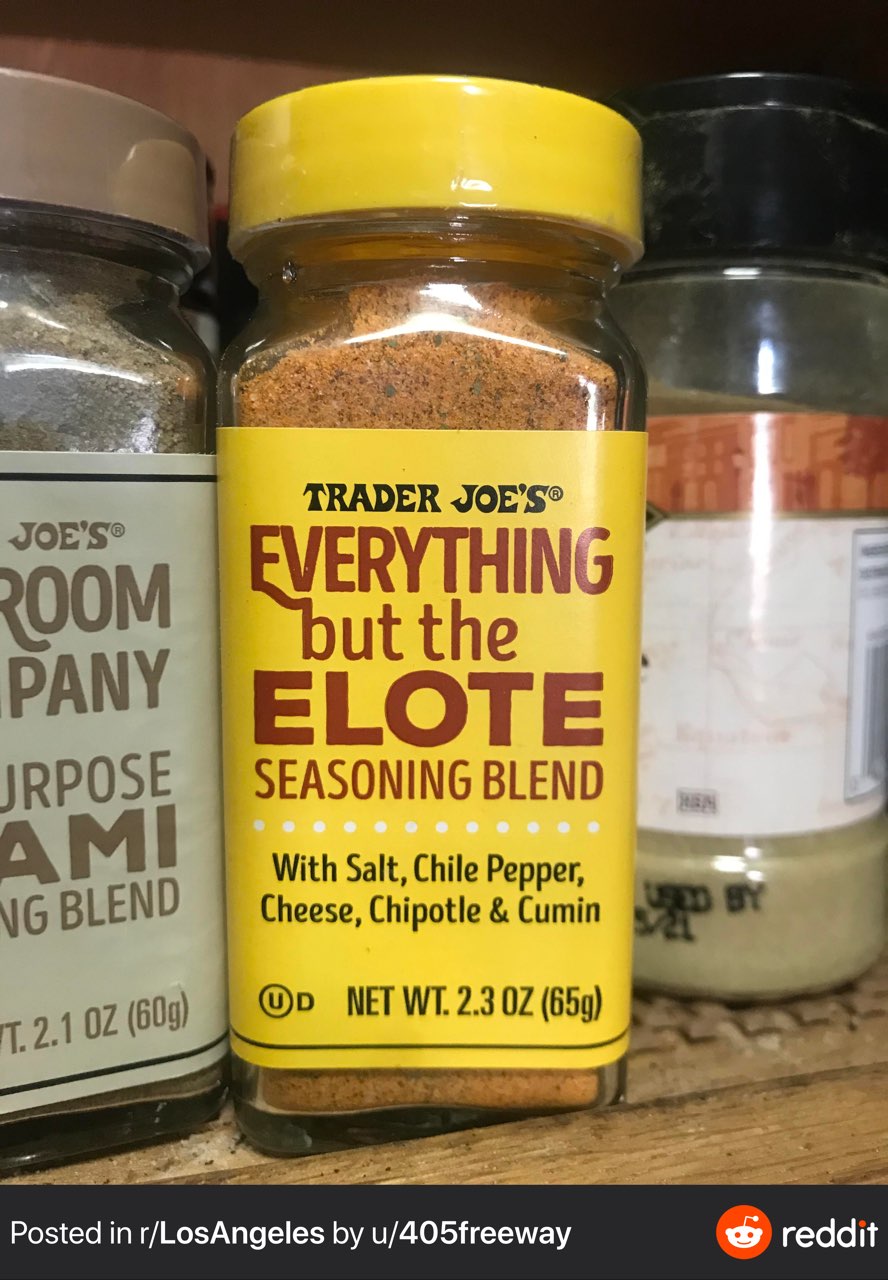 TRADER JOE'S®
EVERYTHING
but the
ELOTE
SEASONING BLEND
With Salt, Chile Pepper,
Cheese, Chipotle & Cumin
U D NET WT. 2.3 OZ (65g)
JOE'S®
ROOM
PANY
URPOSE
AMI
NG BLEND
T. 2.1 OZ (60g)
USED BY
/21
Posted in r/LosAngeles by u/405freeway
reddit